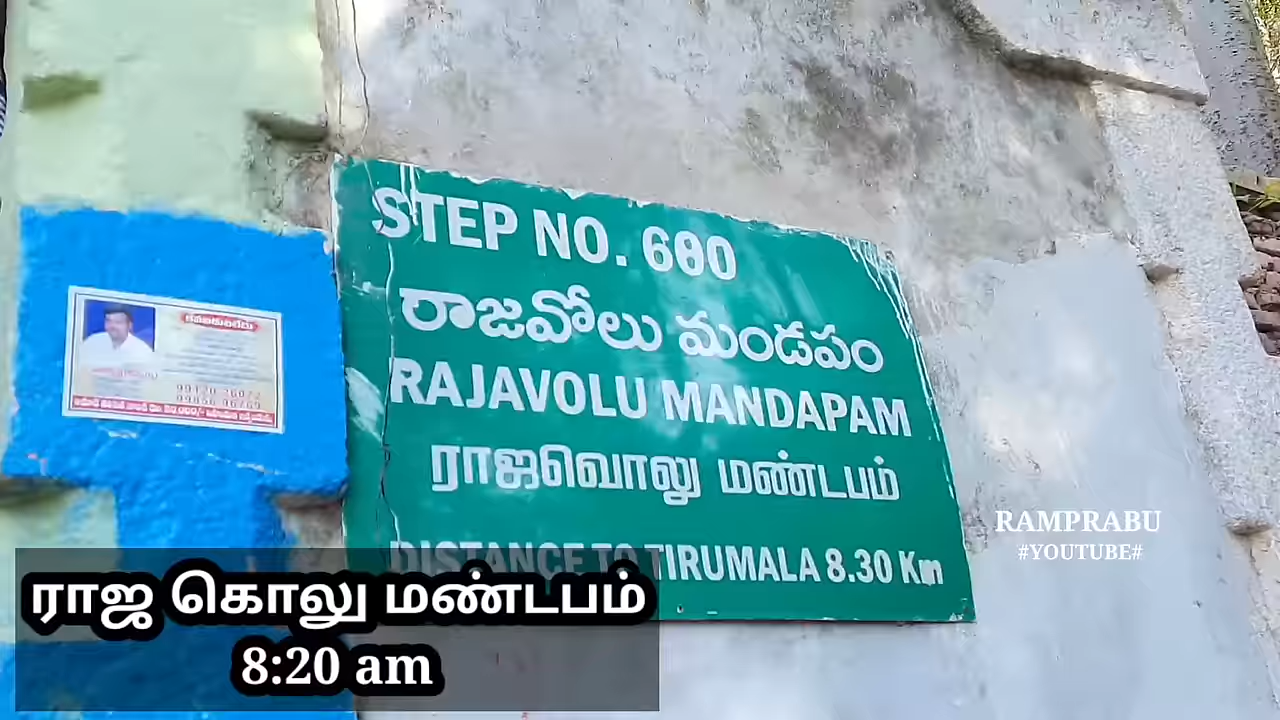 STEP NO. 600
రాజవోలు మండపం
RAJAVOLU MANDAPAM
ராஜவொலு மண்டபம்
DISTANCE TO TIRUMALA 8.30 Km
RAMPRABU
#YOUTUBE#
ராஜ கொலு மண்டபம்
8:20 am